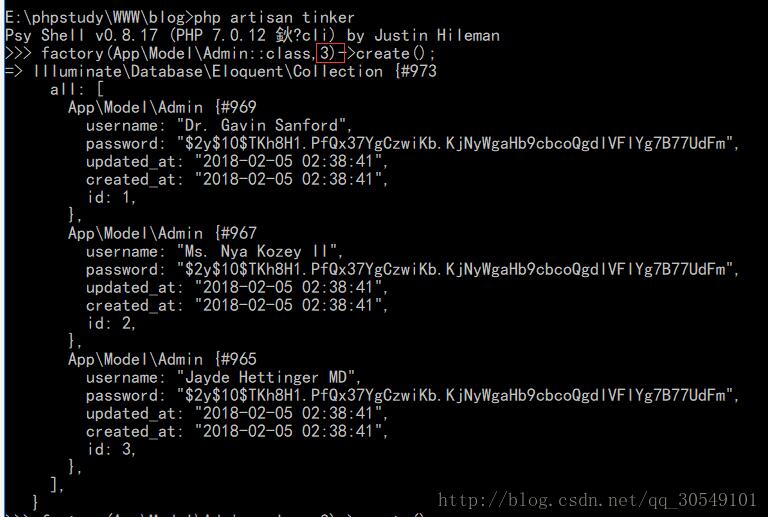 E:\phpstudy\WWW\blog>php artisan tinker
Psy Shell v0.8.17 (PHP 7.0.12 鈥?cli) by Justin Hileman
>>> factory(App\Model\Admin::class,3)->create();
=> Illuminate\Database\Eloquent\Collection {#973
all: [
App\Model\Admin {#969
username: "Dr. Gavin Sanford",
password: "$2y$10$TKh8H1.PfQx37YgCzwiKb.KjNyWgaHb9cbcoQgdIVFlYg7B77UdFm",
updated_at: "2018-02-05 02:38:41",
created_at: "2018-02-05 02:38:41",
id: 1,
},
App\Model\Admin {#967
username: "Ms. Nya Kozey II",
password: "$2y$10$TKh8H1.PfQx37YgCzwiKb.KjNyWgaHb9cbcoQgdIVFlYg7B77UdFm",
updated_at: "2018-02-05 02:38:41",
created_at: "2018-02-05 02:38:41",
id: 2,
},
App\Model\Admin {#965
username: "Jayde Hettinger MD",
password: "$2y$10$TKh8H1.PfQx37YgCzwiKb.KjNyWgaHb9cbcoQgdIVFlYg7B77UdFm",
updated_at: "2018-02-05 02:38:41",
created_at: "2018-02-05 02:38:41",
id: 3,
},
],
}
http://blog.csdn.net/qq_30549101